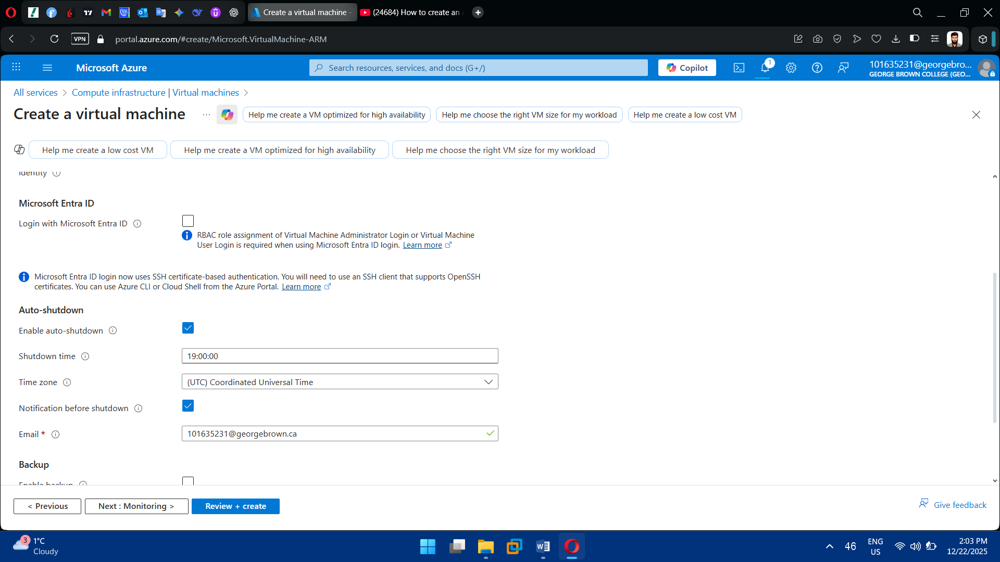 Create a virtual machine -
(24684) How to create an
VPN
portal.azure.com/#create/Microsoft.VirtualMachine-ARM
Microsoft Azure
Search resources, services, and docs (G+/)
Copilot
1
101635231@georgebro...
GEORGE BROWN COLLEGE (GEO...
All services > Compute infrastructure | Virtual machines >
Create a virtual machine
...
Help me create a VM optimized for high availability
Help me choose the right VM size for my workload
Help me create a low cost VM
Help me create a low cost VM
Help me create a VM optimized for high availability
Help me choose the right VM size for my workload
Identity
Microsoft Entra ID
Login with Microsoft Entra ID
RBAC role assignment of Virtual Machine Administrator Login or Virtual Machine
User Login is required when using Microsoft Entra ID login. Learn more
Microsoft Entra ID login now uses SSH certificate-based authentication. You will need to use an SSH client that supports OpenSSH
certificates. You can use Azure CLI or Cloud Shell from the Azure Portal. Learn more
Auto-shutdown
Enable auto-shutdown
Shutdown time
19:00:00
Time zone
(UTC) Coordinated Universal Time
Notification before shutdown
Email *
101635231@georgebrown.ca
Backup
Enable backup
< Previous
Next : Monitoring >
Review + create
Give feedback
3
1°C
Cloudy
46
ENG
US
2:03 PM
12/22/2025